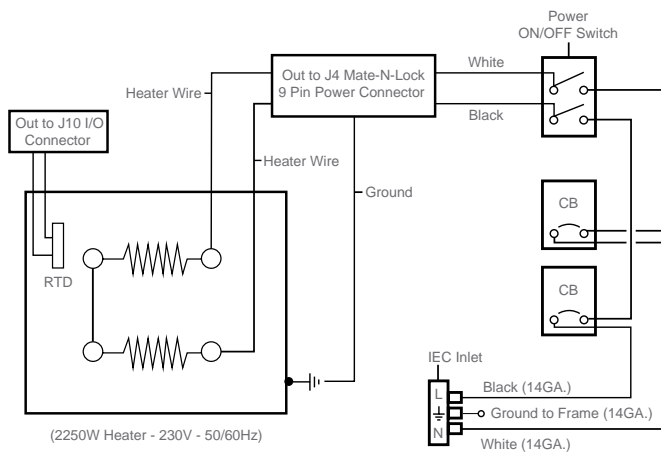 Power
ON/OFF Switch
Out to J4 Mate-N-Lock
9 Pin Power Connector
White
Black
Heater Wire
Out to J10 I/O
Connector
Heater Wire
Ground
RTD
CB
CB
IEC Inlet
L
N
Black (14GA.)
Ground to Frame (14GA.)
White (14GA.)
(2250W Heater - 230V - 50/60Hz)